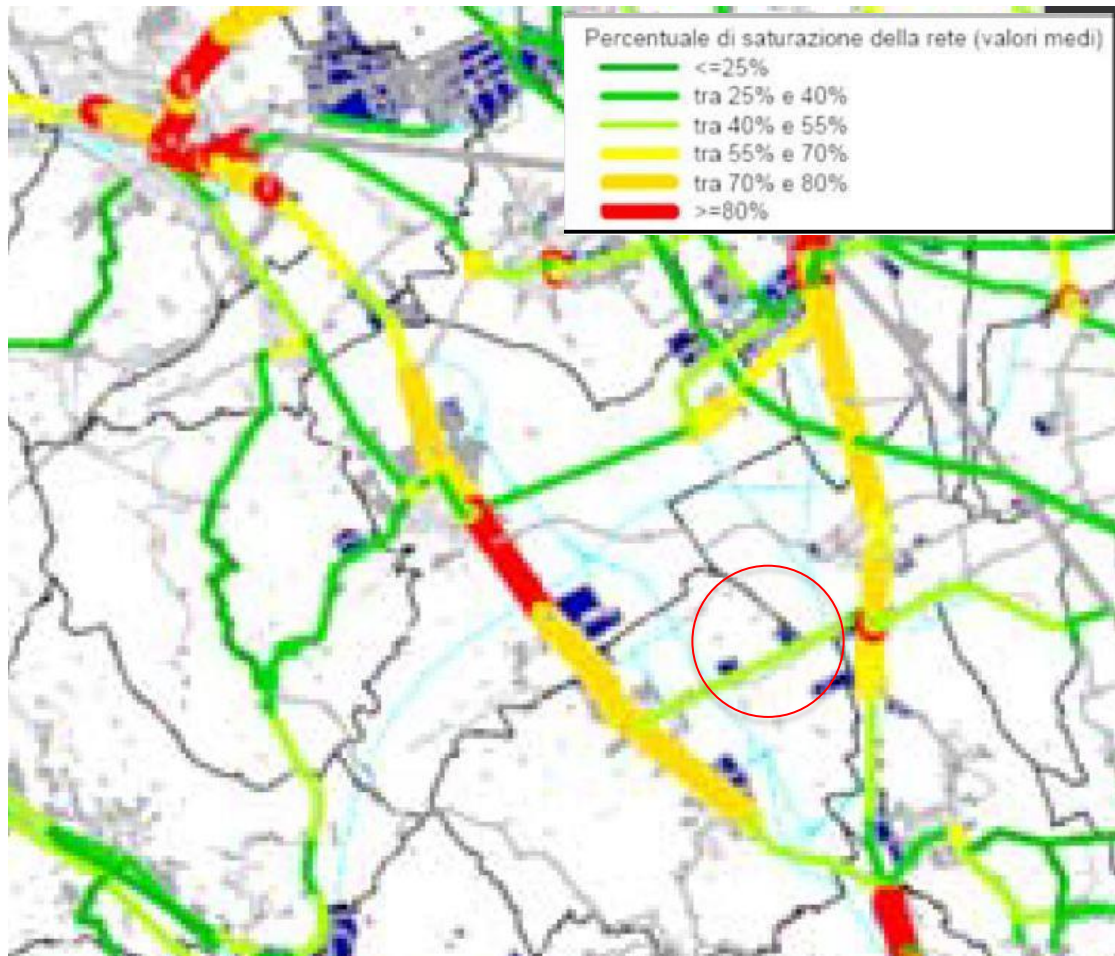 Percentuale di saturazione della rete (valori medi)
<=25%
tra 25% e 40%
tra 40% e 55%
tra 55% e 70%
tra 70% e 80%
>=80%